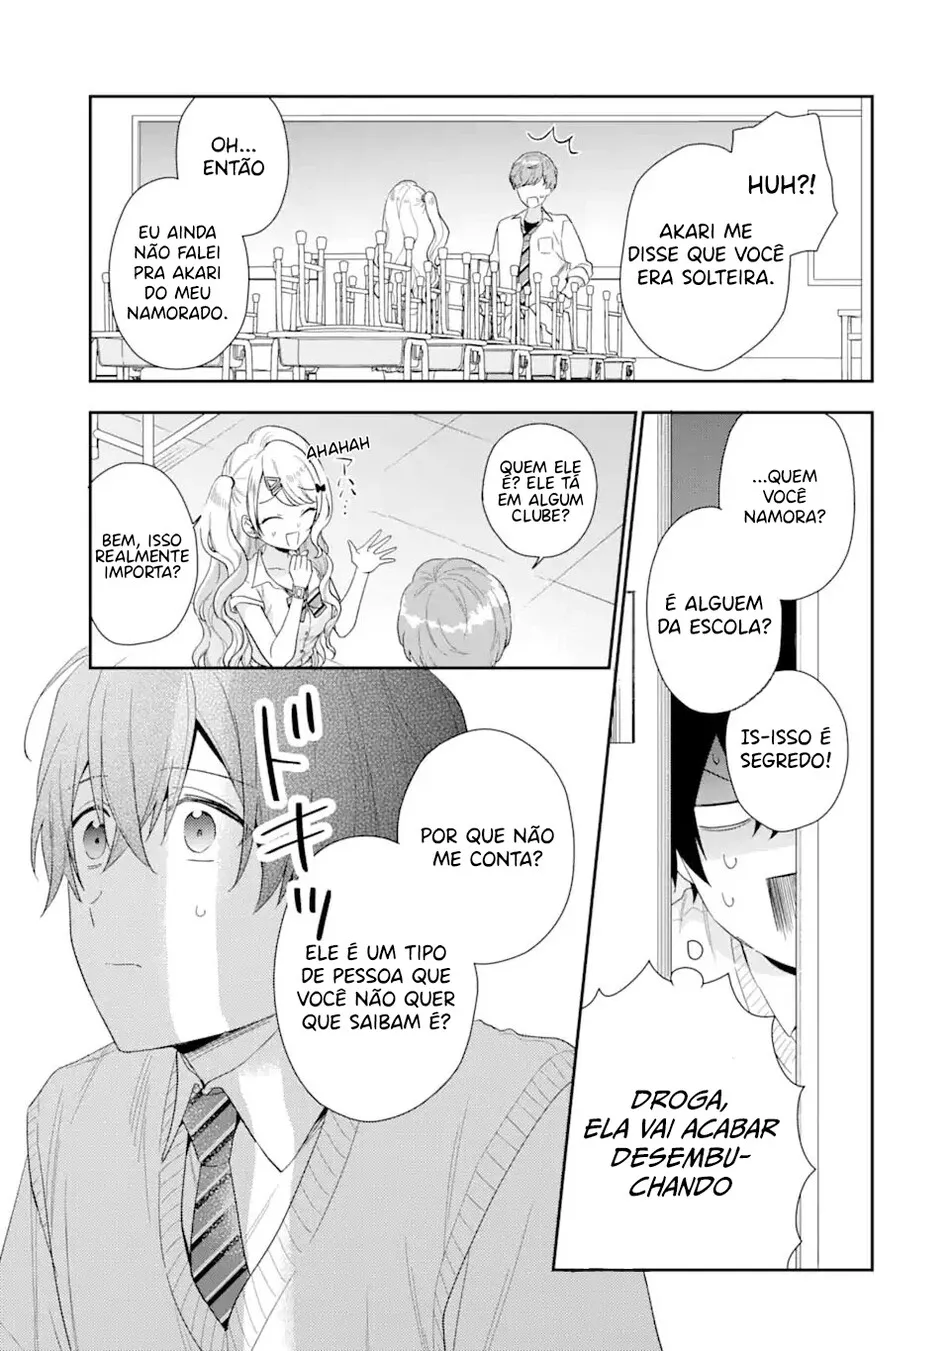 HUH?!
AKARI ME
DISSE QUE VOCÊ
ERA SOLTEIRA.
OH...
ENTÃO
EU AINDA
NÃO FALEI
PRA AKARI
DO MEU
NAMORADO.
...QUEM
VOCÊ
NAMORA?
É ALGUEM
DA ESCOLA?
IS-ISSO É
SEGREDO!
QUEM ELE
É? ELE TÁ
EM ALGUM
CLUBE?
AHAHAH
BEM, ISSO
REALMENTE
IMPORTA?
DROGA,
ELA VAI ACABAR
DESEMBU-
CHANDO
POR QUE NÃO
ME CONTA?
ELE É UM TIPO
DE PESSOA QUE
VOCÊ NÃO QUER
QUE SAIBAM É?
ドキッ